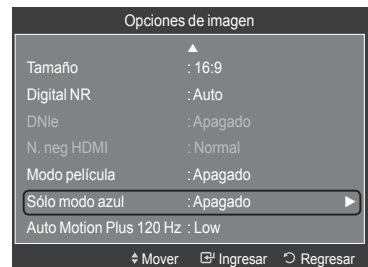 Opciones de imagen
Tamaño : 16:9
Digital NR : Auto
DNIe : Apagado
N. neg HDMI : Normal
Modo película : Apagado
Sólo modo azul : Apagado
Auto Motion Plus 120 Hz : Low
Mover Ingresar Regresar